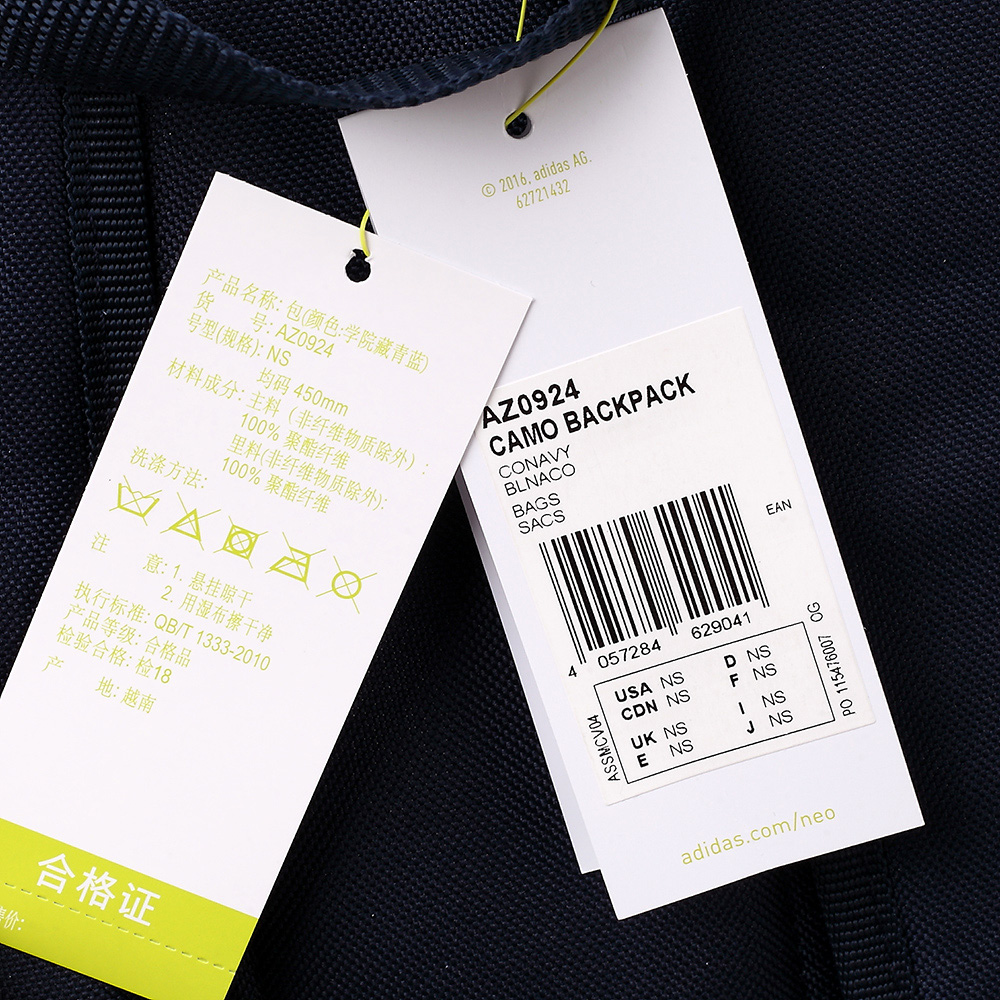 产品名称: 包(颜色:学院藏青蓝)
货 号: AZ0924
号型(规格): NS
均码 450mm
材料成分: 主料（非纤维物质除外）:
100% 聚酯纤维
里料(非纤维物质除外):
100% 聚酯纤维
洗涤方法:
注 意: 1. 悬挂晾干
2. 用湿布擦干净
执行标准: QB/T 1333-2010
产品等级: 合格品
检验合格: 检18
产 地: 越南
合格证
售价:
© 2016, adidas AG.
62721432
AZ0924
CAMO BACKPACK
CONAVY
BLNACO
BAGS
SACS
EAN
4 057284 629041
USA NS D NS
CDN NS F NS
UK NS I NS
E NS J NS
ASSMCV04
PO 115476007 OG
adidas.com/neo